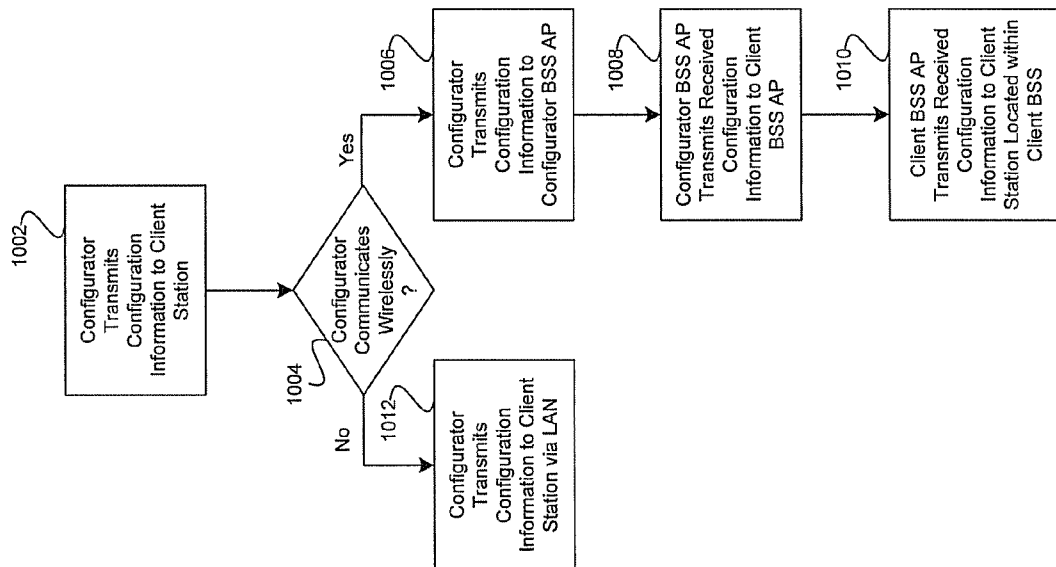 1002
Configurator
Transmits
Configuration
Information to Client
Station
1004
Configurator
Communicates
Wirelessly
?
No
Yes
1012
Configurator
Transmits
Configuration
Information to Client
Station via LAN
1006
Configurator
Transmits
Configuration
Information to
Configurator BSS AP
1008
Configurator BSS AP
Transmits Received
Configuration
Information to Client
BSS AP
1010
Client BSS AP
Transmits Received
Configuration
Information to Client
Station Located within
Client BSS